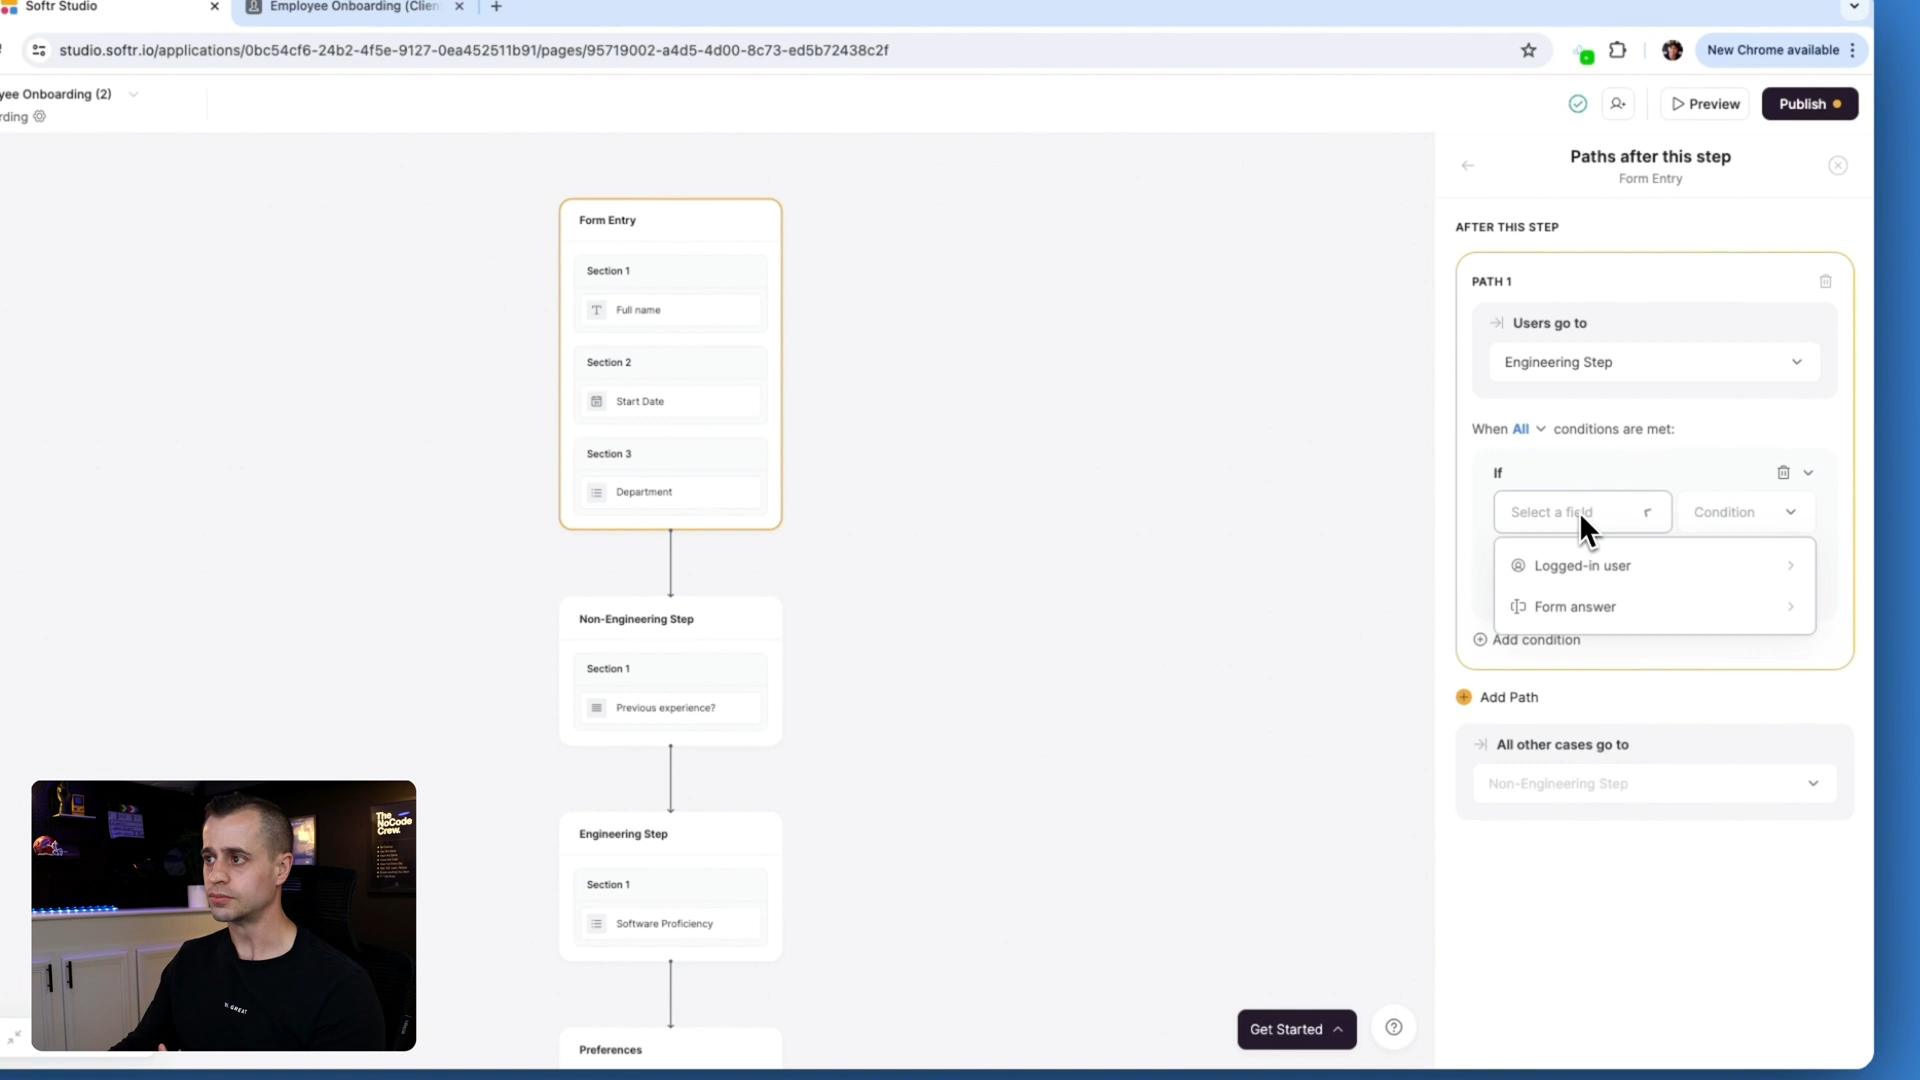 Softr Studio
Employee Onboarding (Clien
studio.softr.io/applications/0bc54cf6-24b2-4f5e-9127-0ea452511b91/pages/95719002-a4d5-4d00-8c73-ed5b72438c2f
New Chrome available
yee Onboarding (2)
rding
Preview
Publish
Paths after this step
Form Entry
AFTER THIS STEP
PATH 1
Users go to
Engineering Step
When All conditions are met:
If
Select a field
Condition
Logged-in user
Form answer
Add condition
Add Path
All other cases go to
Non-Engineering Step
Form Entry
Section 1
Full name
Section 2
Start Date
Section 3
Department
Non-Engineering Step
Section 1
Previous experience?
Engineering Step
Section 1
Software Proficiency
Preferences
Get Started
The
NoCode
Crew.
GREAT